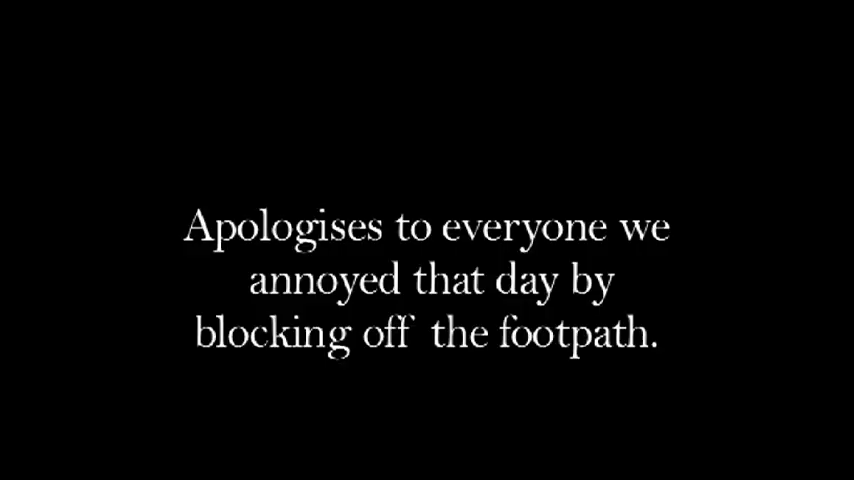 Apologises to everyone we
annoyed that day by
blocking off the footpath.